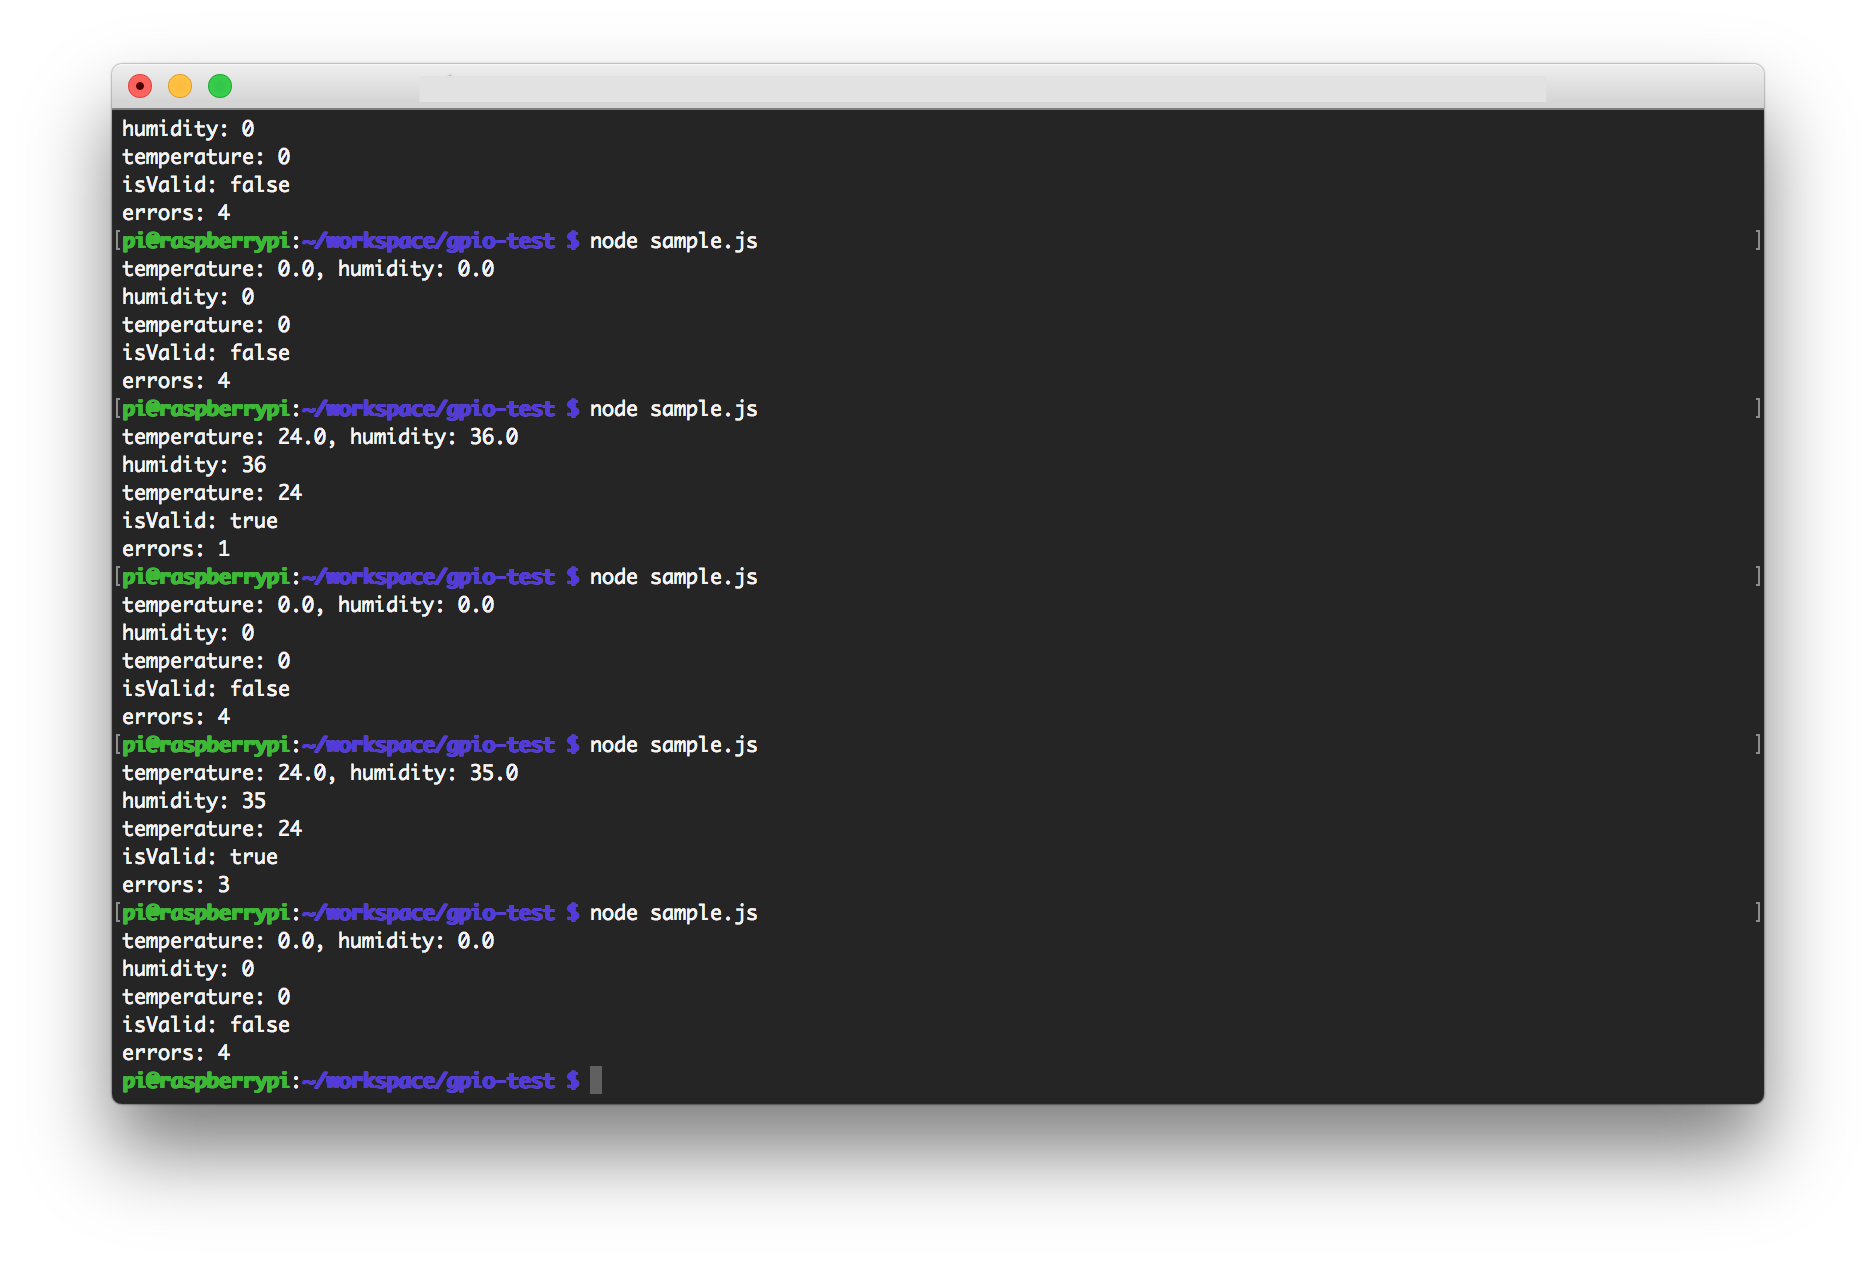 humidity: 0
temperature: 0
isValid: false
errors: 4
[pi@raspberrypi:~/workspace/gpio-test $ node sample.js ]
temperature: 0.0, humidity: 0.0
humidity: 0
temperature: 0
isValid: false
errors: 4
[pi@raspberrypi:~/workspace/gpio-test $ node sample.js ]
temperature: 24.0, humidity: 36.0
humidity: 36
temperature: 24
isValid: true
errors: 1
[pi@raspberrypi:~/workspace/gpio-test $ node sample.js ]
temperature: 0.0, humidity: 0.0
humidity: 0
temperature: 0
isValid: false
errors: 4
[pi@raspberrypi:~/workspace/gpio-test $ node sample.js ]
temperature: 24.0, humidity: 35.0
humidity: 35
temperature: 24
isValid: true
errors: 3
[pi@raspberrypi:~/workspace/gpio-test $ node sample.js ]
temperature: 0.0, humidity: 0.0
humidity: 0
temperature: 0
isValid: false
errors: 4
pi@raspberrypi:~/workspace/gpio-test $